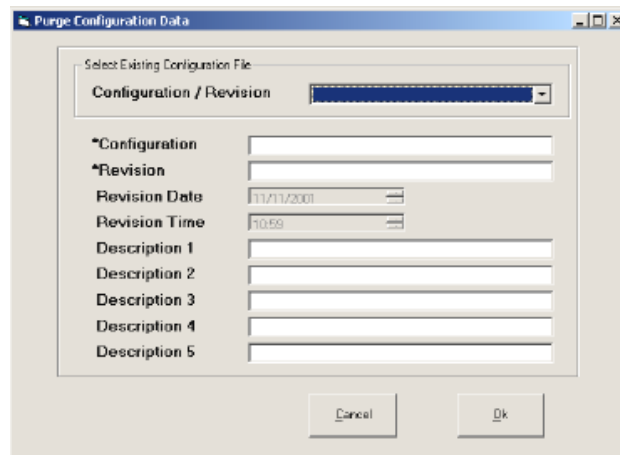 Purge Configuration Data
Select Existing Configuration File
Configuration / Revision
*Configuration
*Revision
Revision Date 11/11/2001
Revision Time 10:59
Description 1
Description 2
Description 3
Description 4
Description 5
Cancel Ok